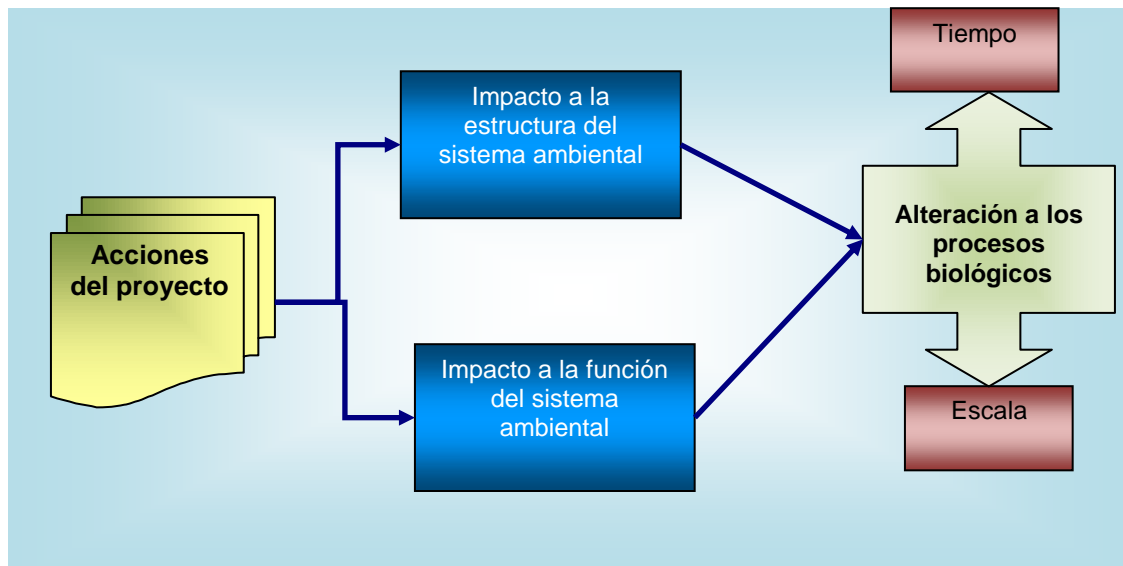 Acciones
del proyecto
Impacto a la
estructura del
sistema ambiental
Impacto a la función
del sistema
ambiental
Tiempo
Alteración a los
procesos
biológicos
Escala